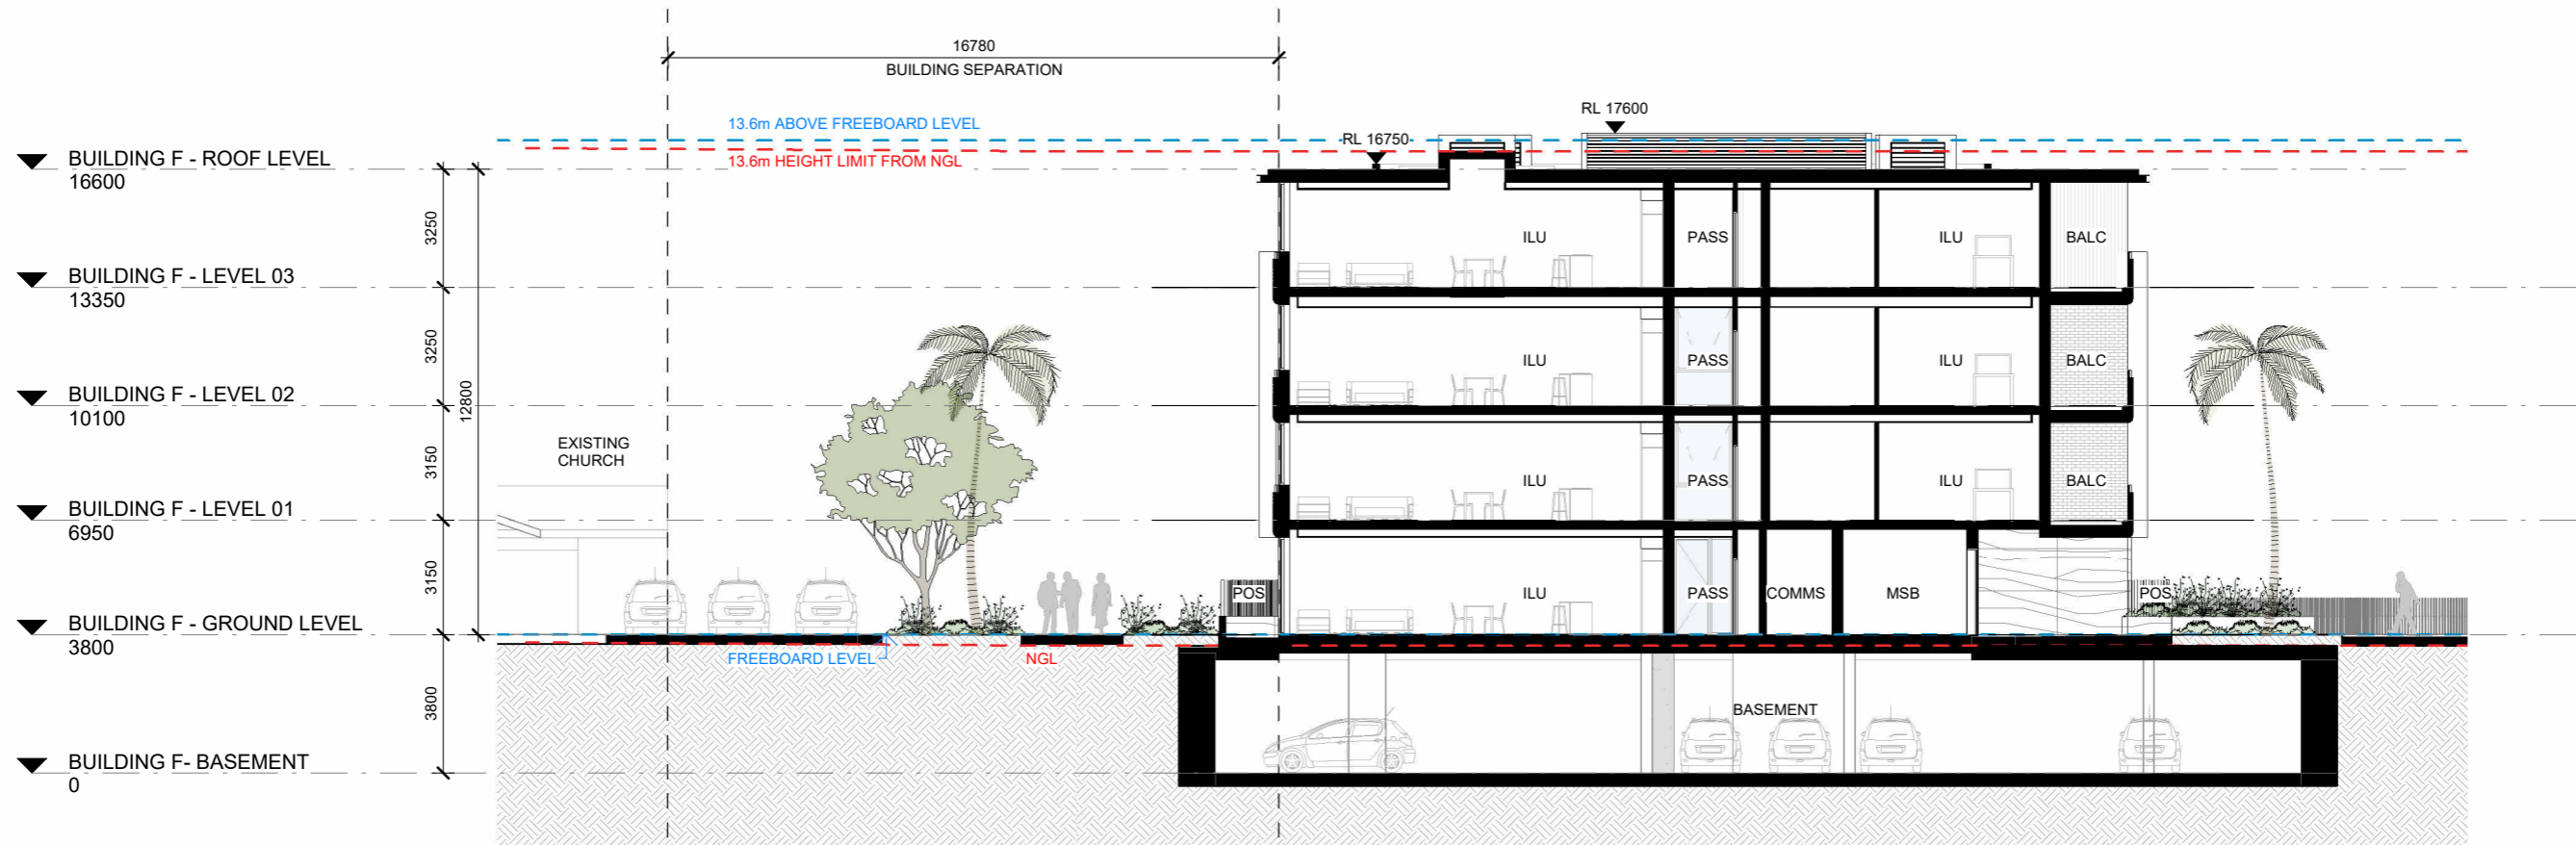 16780
BUILDING SEPARATION
13.6m ABOVE FREEBOARD LEVEL
13.6m HEIGHT LIMIT FROM NGL
RL 16750
RL 17600
BUILDING F - ROOF LEVEL
16600
3250
ILU
PASS
ILU
BALC
BUILDING F - LEVEL 03
13350
3250
12800
ILU
PASS
ILU
BALC
BUILDING F - LEVEL 02
10100
EXISTING
CHURCH
3150
ILU
PASS
ILU
BALC
BUILDING F - LEVEL 01
6950
3150
POS
ILU
PASS
COMMS
MSB
POS
BUILDING F - GROUND LEVEL
3800
FREEBOARD LEVEL
NGL
3800
BASEMENT
BUILDING F- BASEMENT
0